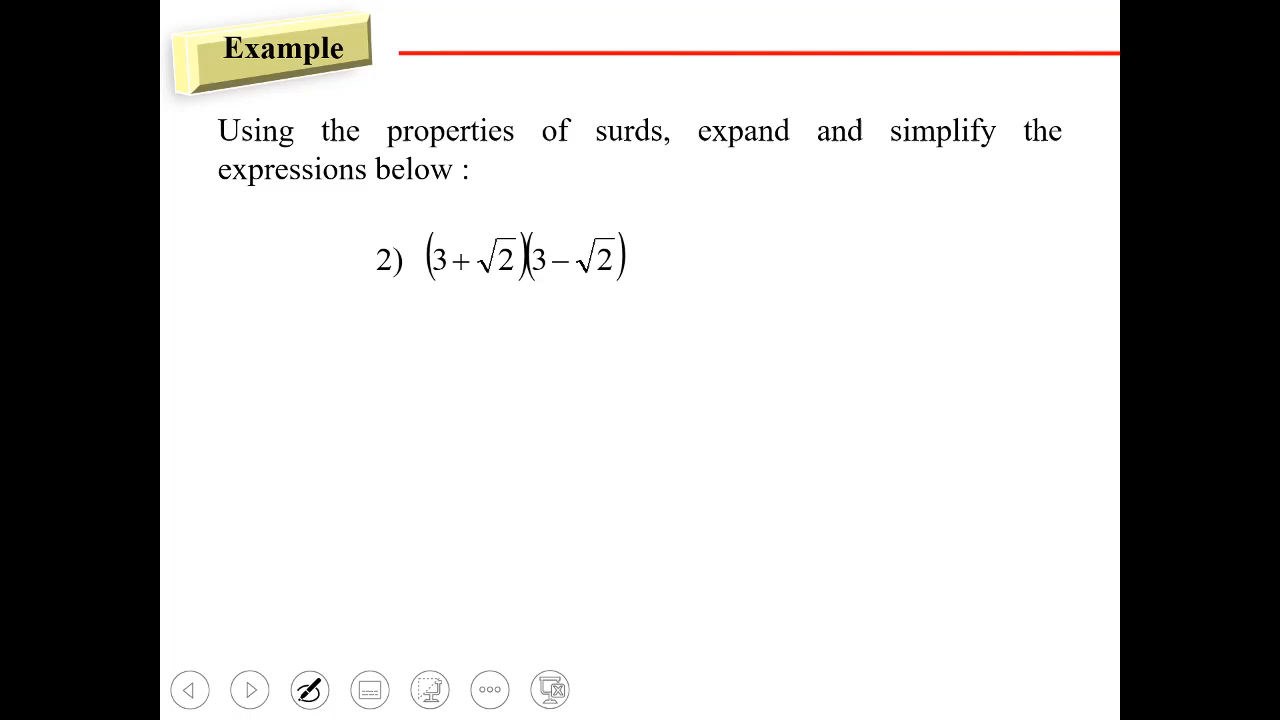 Example
Using the properties of surds, expand and simplify the
expressions below :
2) (3 + √2)(3 − √2)